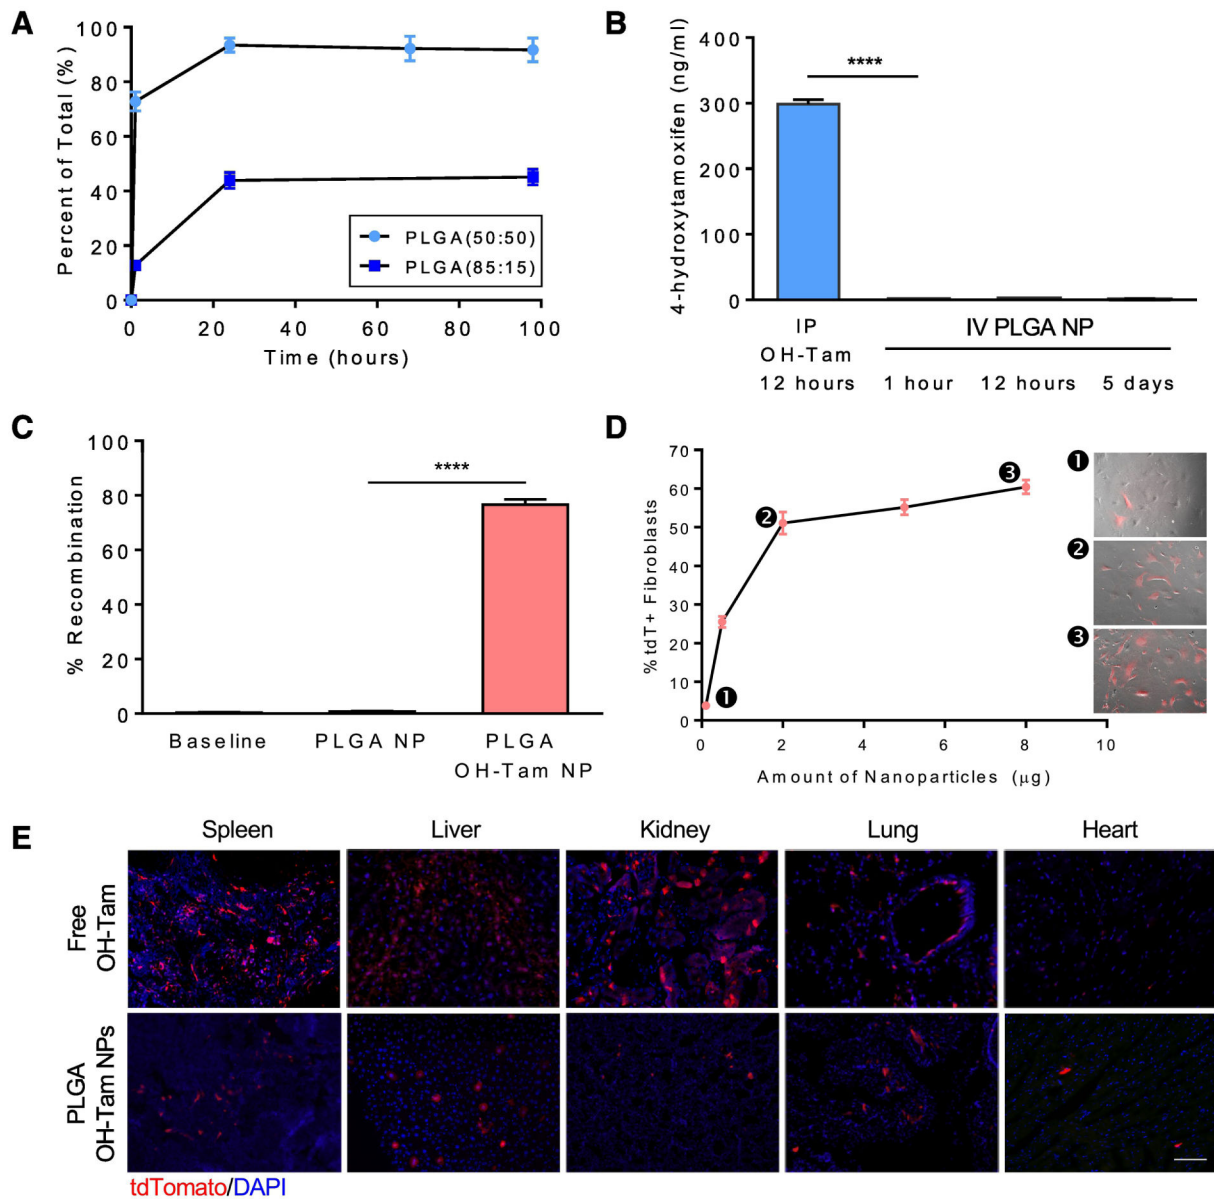 A
Percent of Total (%)
100
80
60
40
20
0
0 20 40 60 80 100
Time (hours)
PLGA(50:50)
PLGA(85:15)
B
4-hydroxytamoxifen (ng/ml)
400
300
200
100
0
****
IP
OH-Tam
12 hours
IV PLGA NP
1 hour 12 hours 5 days
C
% Recombination
100
80
60
40
20
0
****
Baseline PLGA NP PLGA
OH-Tam NP
D
% tdT+ Fibroblasts
70
60
50
40
30
20
10
0
0 2 4 6 8 10
Amount of Nanoparticles (μg)
❶
❷
❸
❶
❷
❸
E
Spleen Liver Kidney Lung Heart
Free
OH-Tam
PLGA
OH-Tam NPs
tdTomato/DAPI